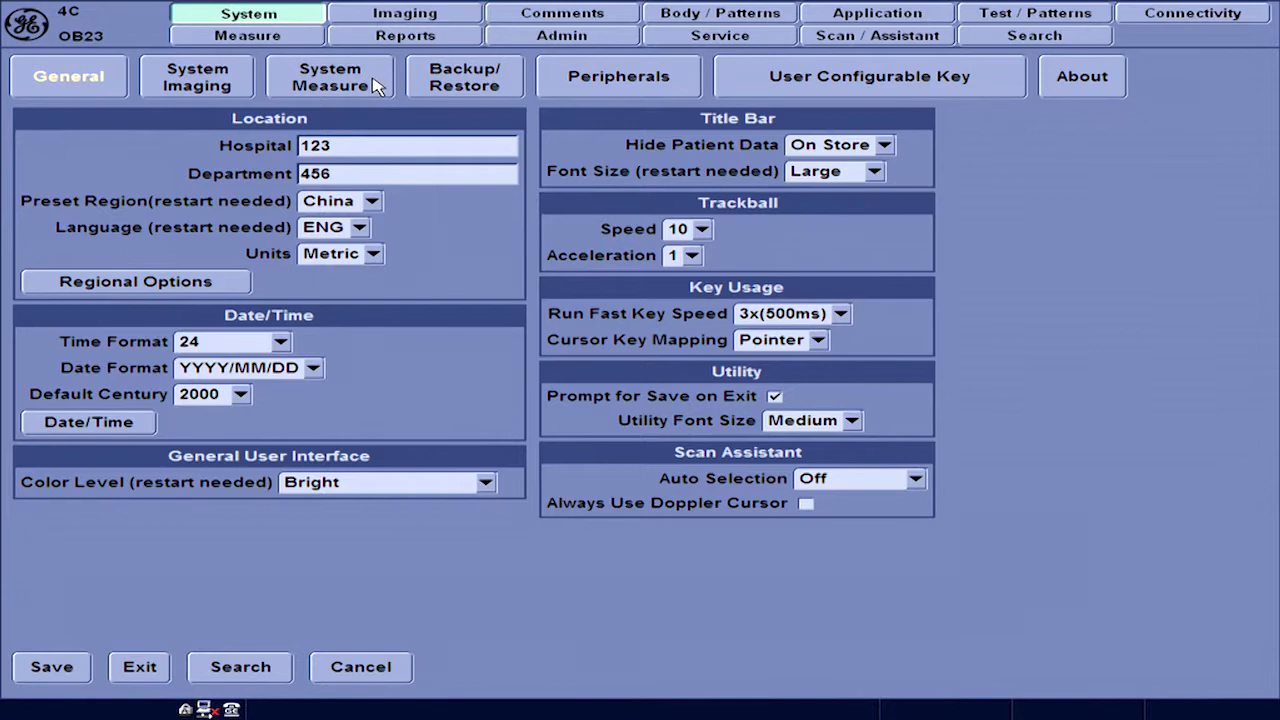 4C
OB23
System
Imaging
Comments
Body / Patterns
Application
Test / Patterns
Connectivity
Measure
Reports
Admin
Service
Scan / Assistant
Search
General
System
Imaging
System
Measure
Backup/
Restore
Peripherals
User Configurable Key
About
Location
Hospital 123
Department 456
Preset Region(restart needed) China
Language (restart needed) ENG
Units Metric
Regional Options
Date/Time
Time Format 24
Date Format YYYY/MM/DD
Default Century 2000
Date/Time
General User Interface
Color Level (restart needed) Bright
Title Bar
Hide Patient Data On Store
Font Size (restart needed) Large
Trackball
Speed 10
Acceleration 1
Key Usage
Run Fast Key Speed 3x(500ms)
Cursor Key Mapping Pointer
Utility
Prompt for Save on Exit
Utility Font Size Medium
Scan Assistant
Auto Selection Off
Always Use Doppler Cursor
Save
Exit
Search
Cancel